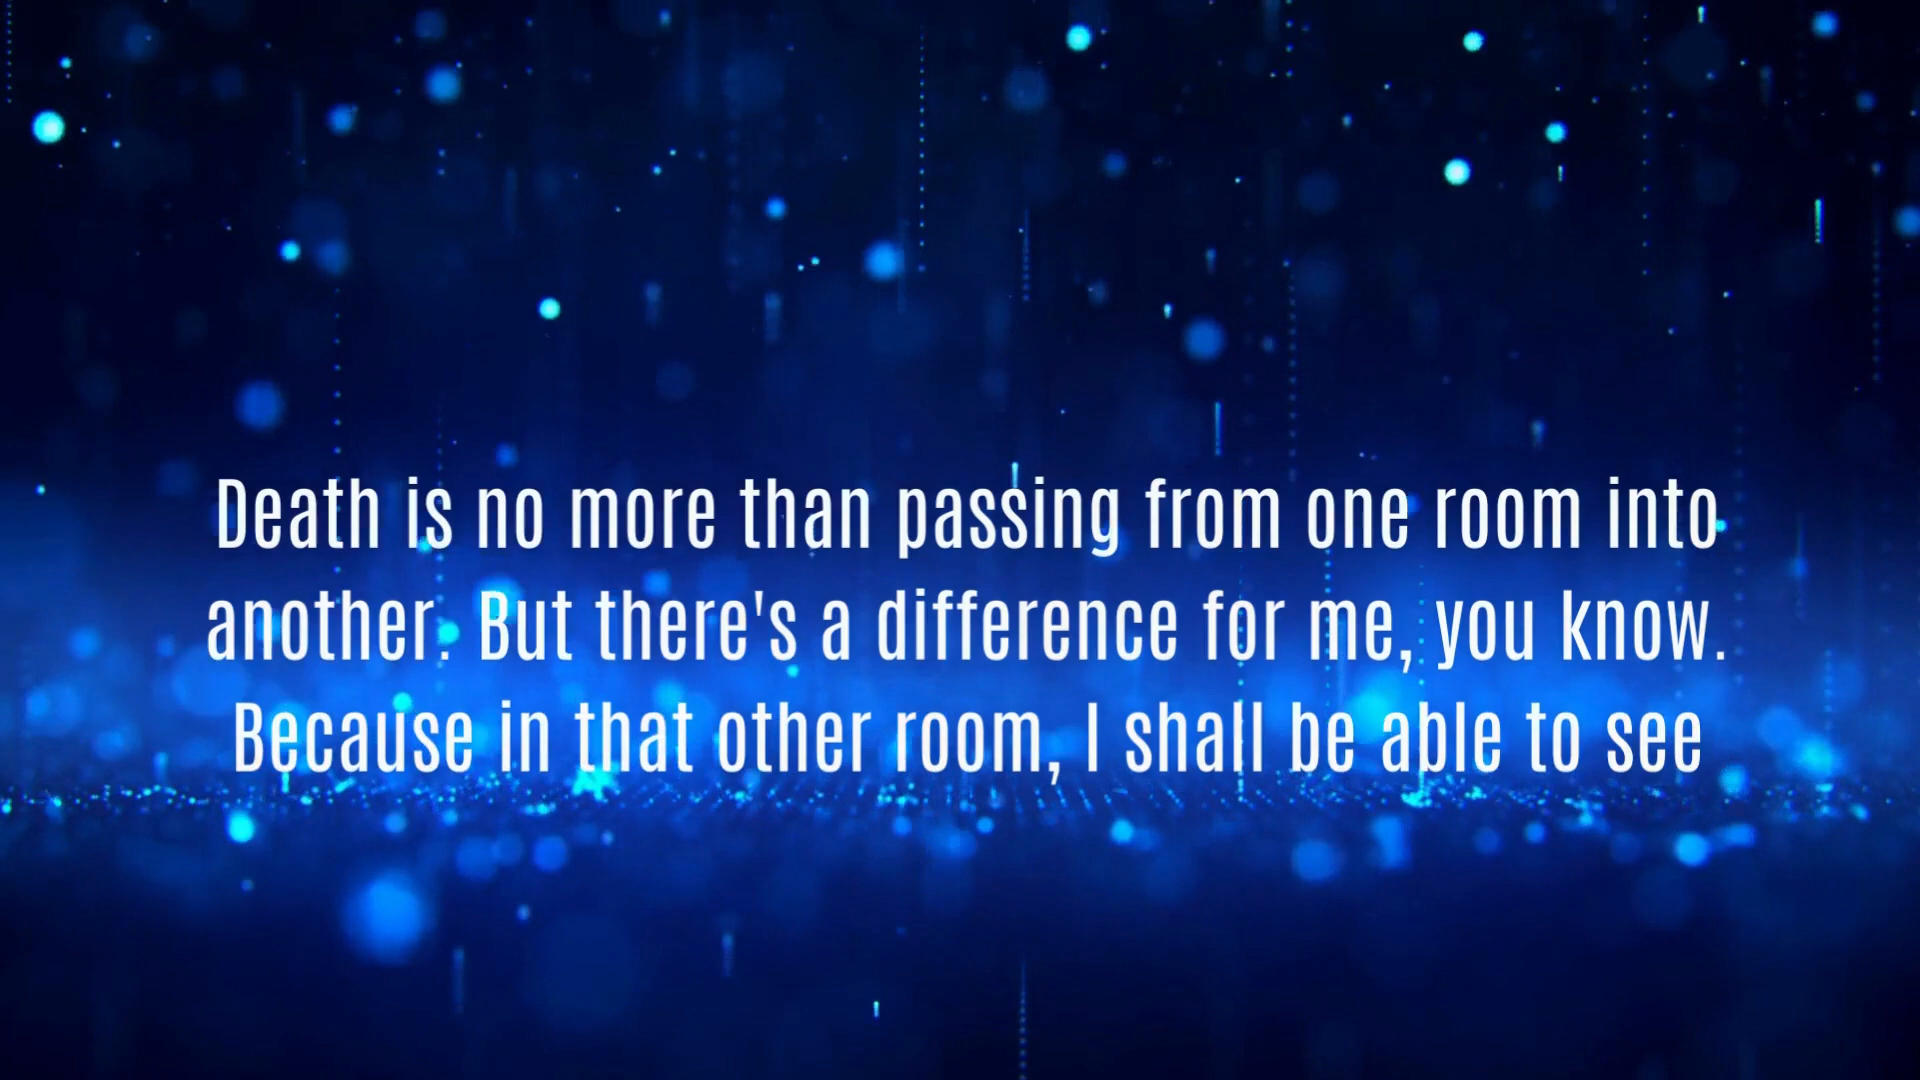 Death is no more than passing from one room into
another. But there's a difference for me, you know.
Because in that other room, I shall be able to see